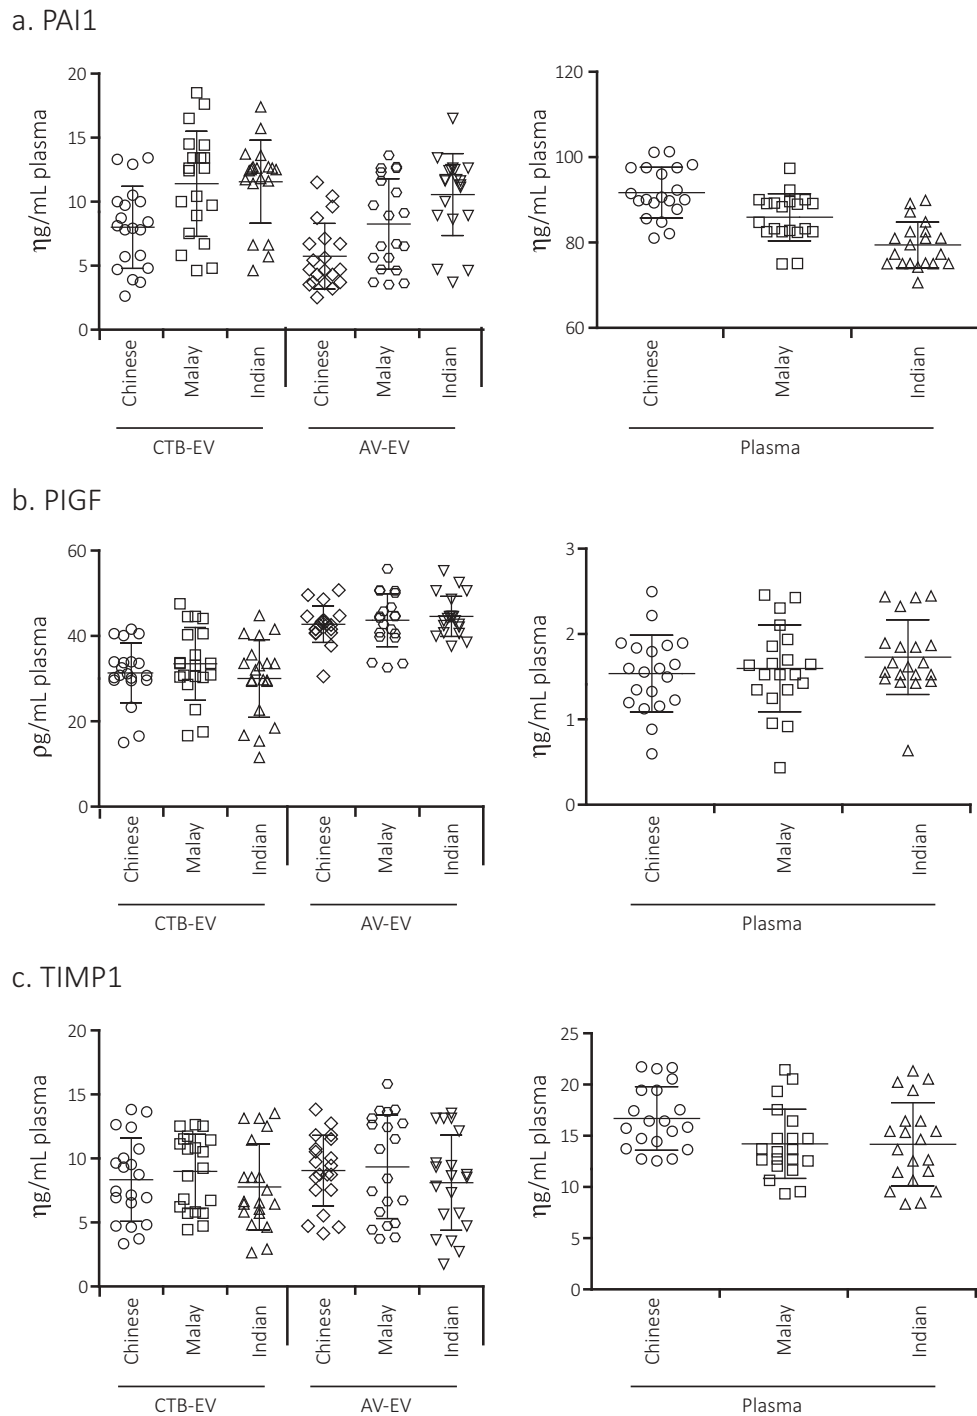 a. PAI1
ηg/mL plasma
20
15
10
5
0
Chinese
Malay
Indian
Chinese
Malay
Indian
CTB-EV
AV-EV
ηg/mL plasma
120
100
80
60
Chinese
Malay
Indian
Plasma
b. PIGF
ρg/mL plasma
60
40
20
0
Chinese
Malay
Indian
Chinese
Malay
Indian
CTB-EV
AV-EV
ηg/mL plasma
3
2
1
0
Chinese
Malay
Indian
Plasma
c. TIMP1
ηg/mL plasma
20
15
10
5
0
Chinese
Malay
Indian
Chinese
Malay
Indian
CTB-EV
AV-EV
ηg/mL plasma
25
20
15
10
5
0
Chinese
Malay
Indian
Plasma